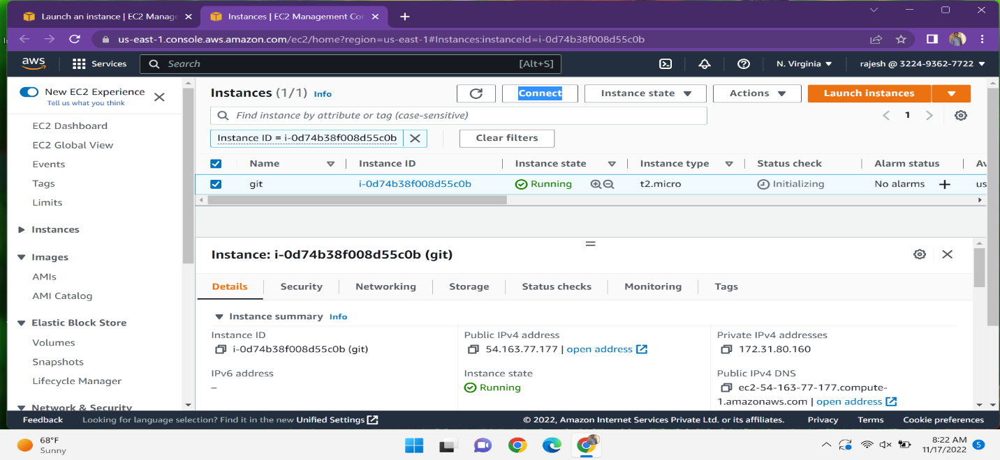 Launch an instance | EC2 Manage
Instances | EC2 Management Con
us-east-1.console.aws.amazon.com/ec2/home?region=us-east-1#Instances:instanceId=i-0d74b38f008d55c0b
aws
Services
Search
[Alt+S]
N. Virginia
rajesh @ 3224-9362-7722
New EC2 Experience
Tell us what you think
EC2 Dashboard
EC2 Global View
Events
Tags
Limits
Instances
Images
AMIs
AMI Catalog
Elastic Block Store
Volumes
Snapshots
Lifecycle Manager
Network & Security
Instances (1/1) Info
Connect
Instance state
Actions
Launch instances
Find instance by attribute or tag (case-sensitive)
1
Instance ID = i-0d74b38f008d55c0b
Clear filters
Name Instance ID Instance state Instance type Status check Alarm status Av
git i-0d74b38f008d55c0b Running t2.micro Initializing No alarms us
Instance: i-0d74b38f008d55c0b (git)
Details Security Networking Storage Status checks Monitoring Tags
Instance summary Info
Instance ID
i-0d74b38f008d55c0b (git)
Public IPv4 address
54.163.77.177 | open address
Private IPv4 addresses
172.31.80.160
IPv6 address
–
Instance state
Running
Public IPv4 DNS
ec2-54-163-77-177.compute-
1.amazonaws.com | open address
Feedback Looking for language selection? Find it in the new Unified Settings
© 2022, Amazon Internet Services Private Ltd. or its affiliates. Privacy Terms Cookie preferences
68°F
Sunny
8:22 AM
11/17/2022
5